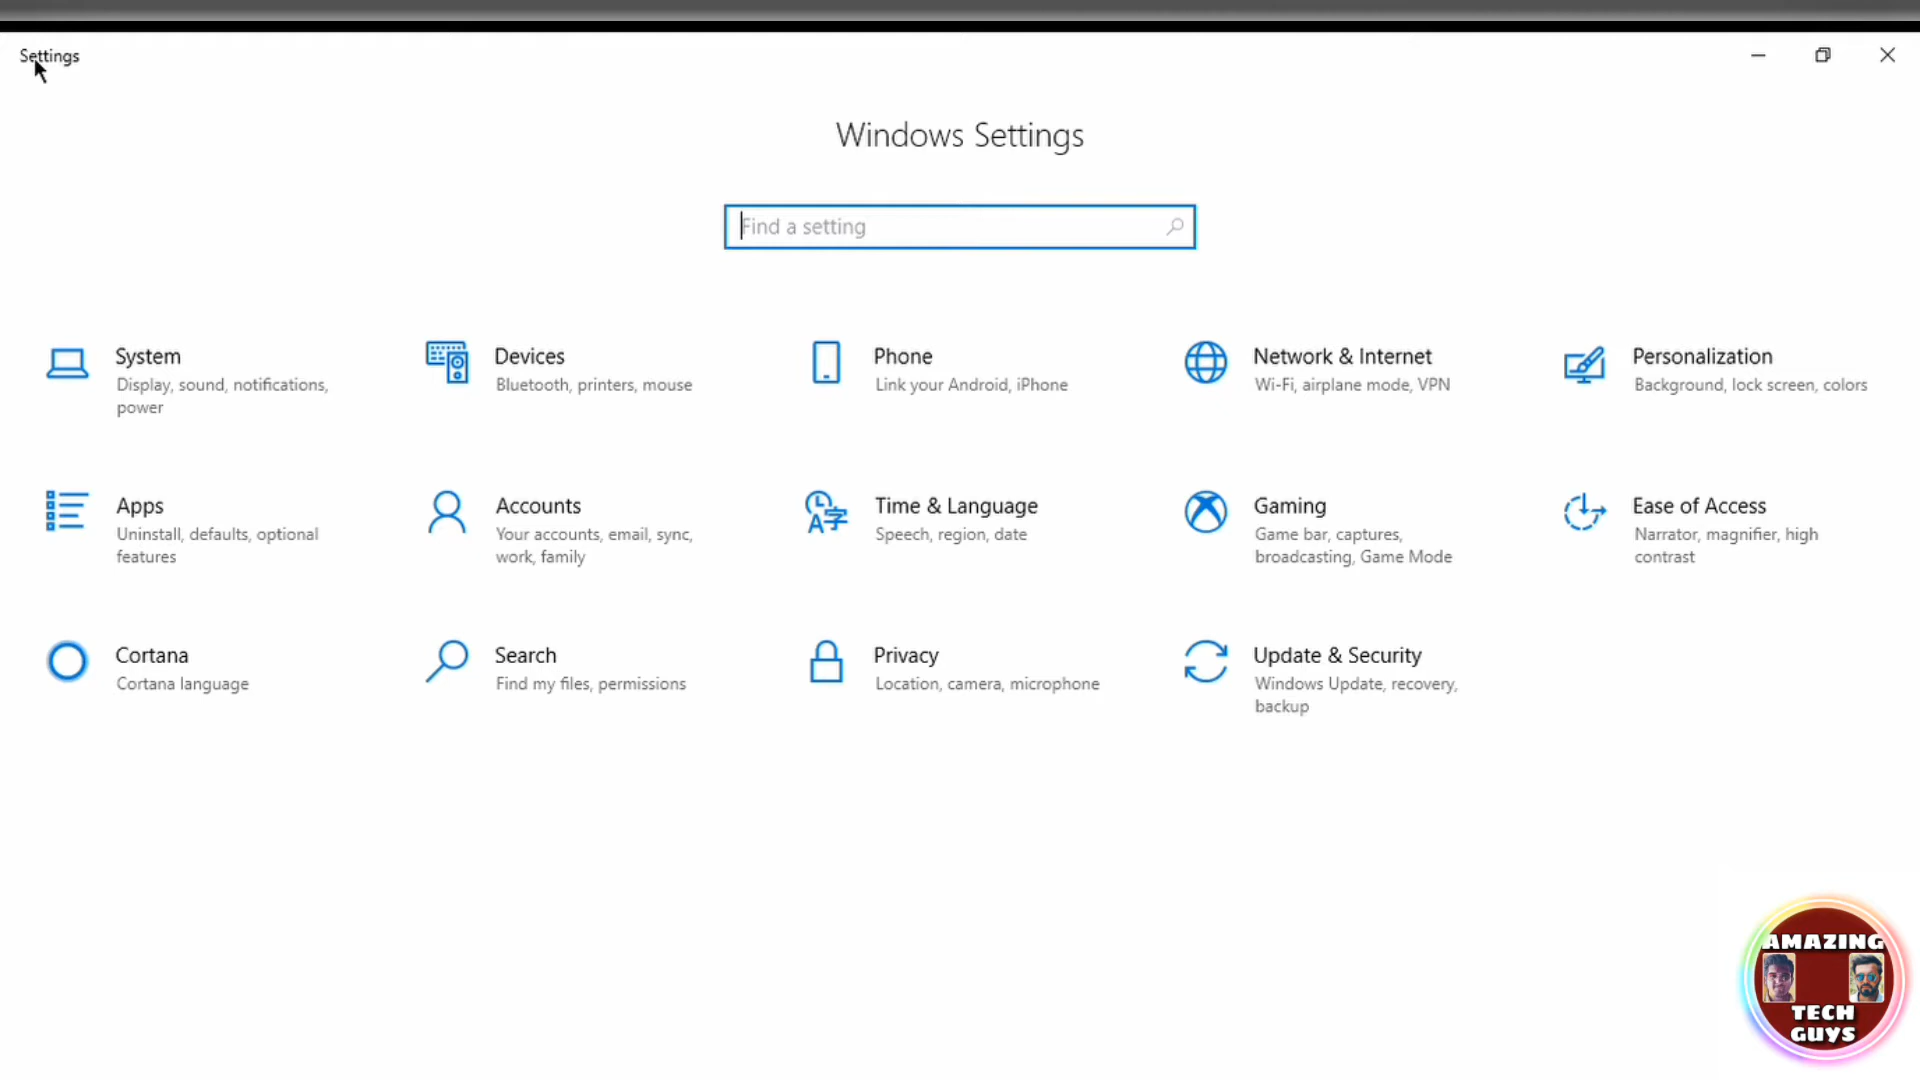 Settings
Windows Settings
Find a setting
System
Display, sound, notifications,
power
Devices
Bluetooth, printers, mouse
Phone
Link your Android, iPhone
Network & Internet
Wi-Fi, airplane mode, VPN
Personalization
Background, lock screen, colors
Apps
Uninstall, defaults, optional
features
Accounts
Your accounts, email, sync,
work, family
Time & Language
Speech, region, date
Gaming
Game bar, captures,
broadcasting, Game Mode
Ease of Access
Narrator, magnifier, high
contrast
Cortana
Cortana language
Search
Find my files, permissions
Privacy
Location, camera, microphone
Update & Security
Windows Update, recovery,
backup
AMAZING
TECH
GUYS